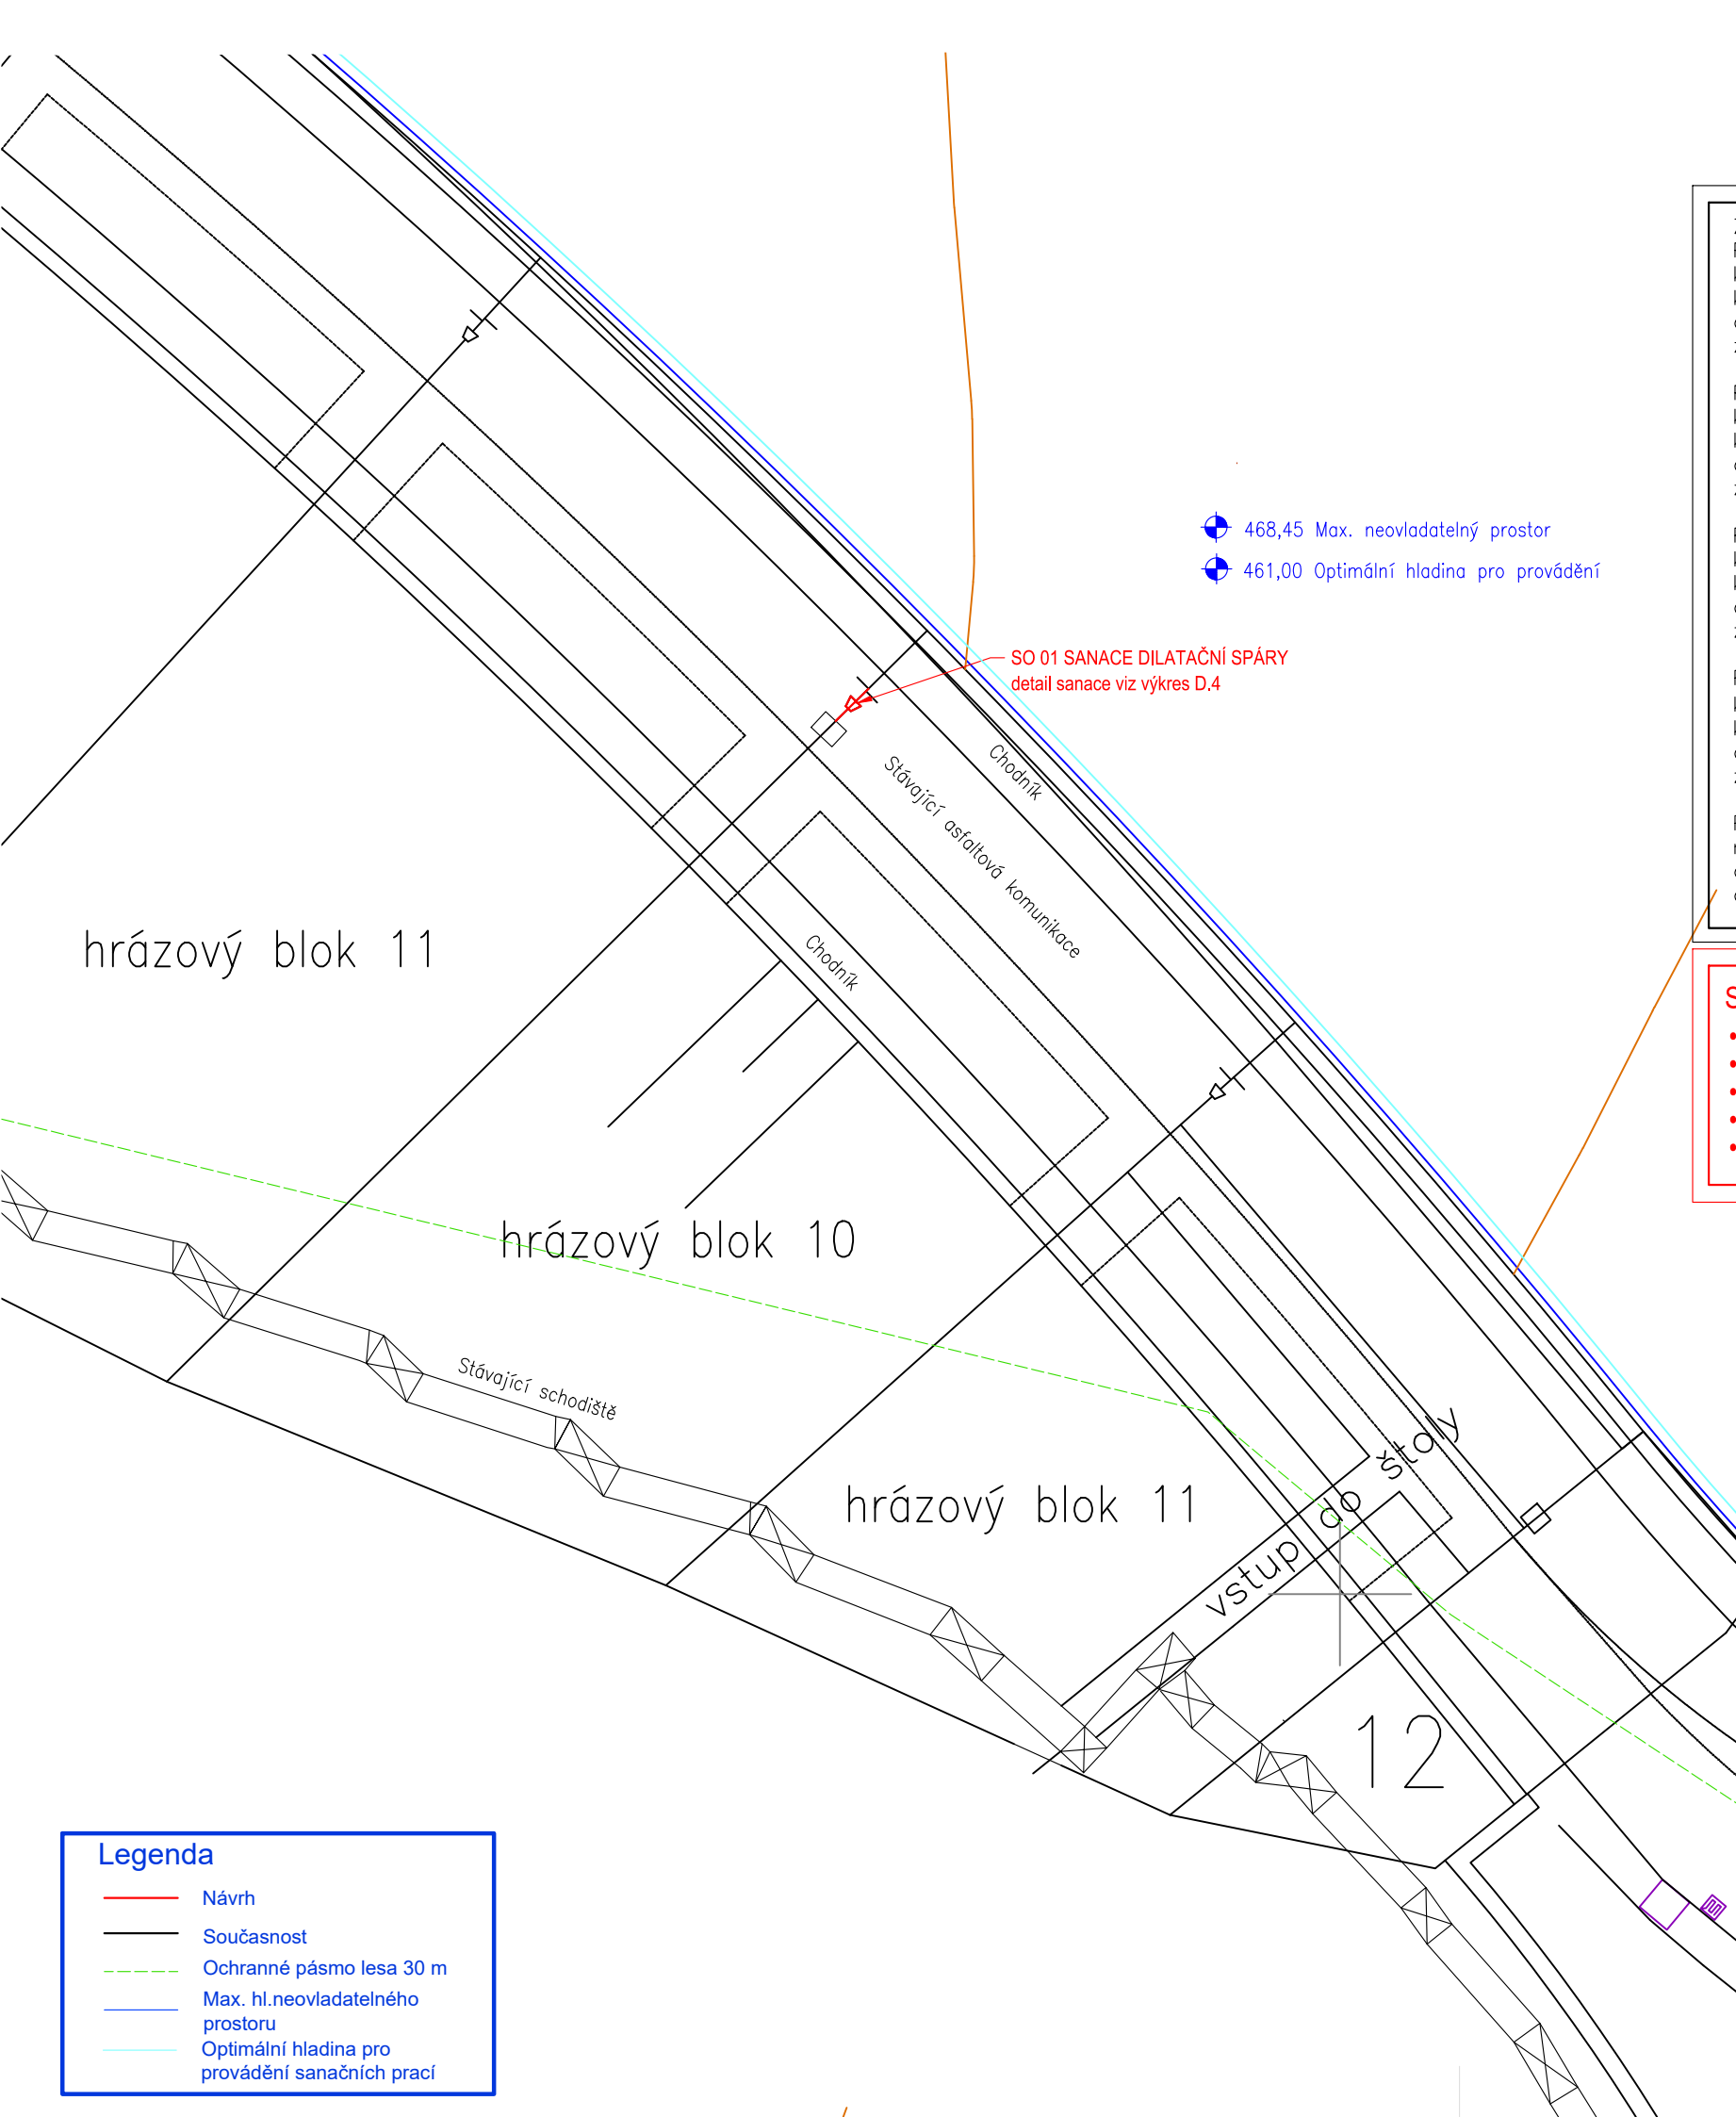 468,45 Max. neovladatelný prostor
461,00 Optimální hladina pro provádění
SO 01 SANACE DILATAČNÍ SPÁRY
detail sanace viz výkres D.4
Chodník
Stávající asfaltová komunikace
Chodník
hrázový blok 11
hrázový blok 10
Stávající schodiště
hrázový blok 11
vstup do štoly
12
Legenda
Návrh
Současnost
Ochranné pásmo lesa 30 m
Max. hl.neovladatelného
prostoru
Optimální hladina pro
provádění sanačních prací